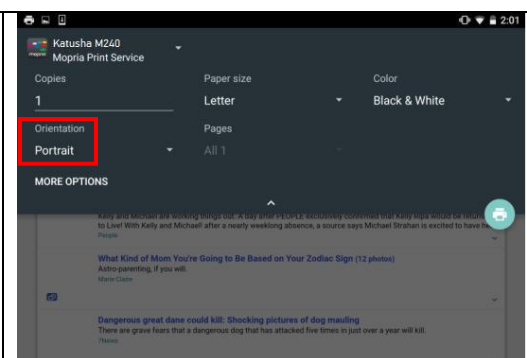 2:01
Katusha M240
Mopria Print Service
Copies
Paper size
Color
1
Letter
Black & White
Orientation
Pages
Portrait
All 1
MORE OPTIONS
Kelly and Michael are working things out. A day after PEOPLE exclusively confirmed that Kelly Ripa would be
to Live! With Kelly and Michael! after a nearly weeklong absence, a source says Michael Strahan is excited to have
People
What Kind of Mom You're Going to Be Based on Your Zodiac Sign (12 photos)
Astro-parenting, if you will.
Marie Claire
Dangerous great dane could kill: Shocking pictures of dog mauling
There are grave fears that a dangerous dog that has attacked five times in just over a year will kill.
7News